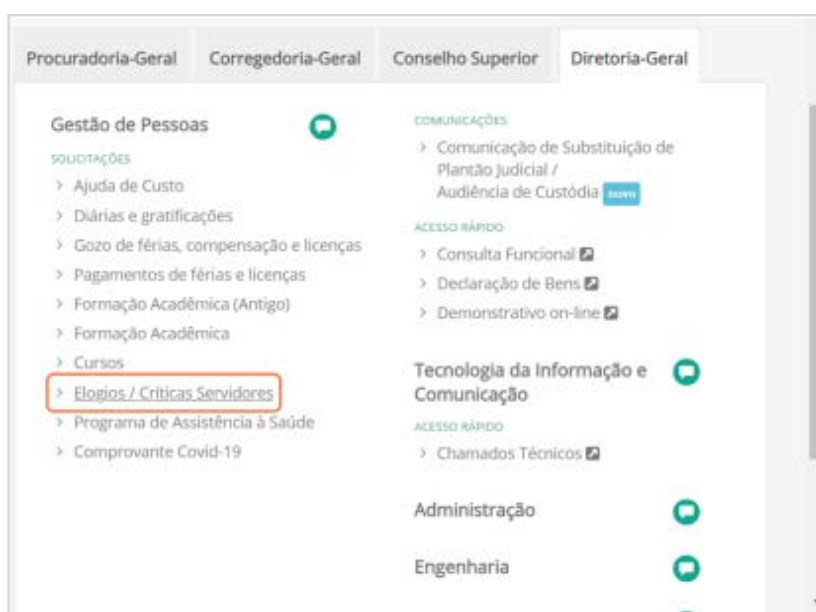 Procuradoria-Geral
Corregedoria-Geral
Conselho Superior
Diretoria-Geral
Gestão de Pessoas
SOLICITAÇÕES
Ajuda de Custo
Diárias e gratificações
Gozo de férias, compensação e licenças
Pagamentos de férias e licenças
Formação Acadêmica (Antigo)
Formação Acadêmica
Cursos
Elogios / Críticas Servidores
Programa de Assistência à Saúde
Comprovante Covid-19
COMUNICAÇÕES
Comunicação de Substituição de
Plantão Judicial /
Audiência de Custódia NOVO
ACESSO RÁPIDO
Consulta Funcional
Declaração de Bens
Demonstrativo on-line
Tecnologia da Informação e
Comunicação
ACESSO RÁPIDO
Chamados Técnicos
Administração
Engenharia